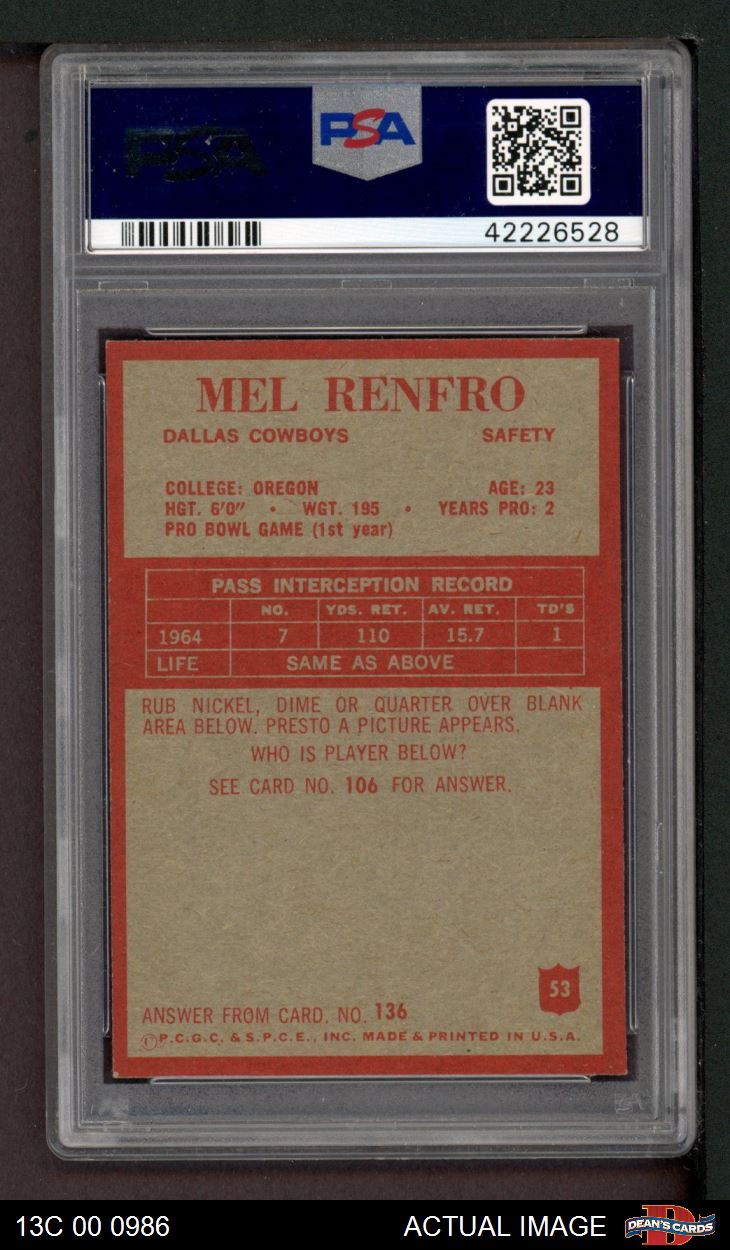 PSA
PSA
42226528
MEL RENFRO
DALLAS COWBOYS SAFETY
COLLEGE: OREGON AGE: 23
HGT. 6'0" • WGT. 195 • YEARS PRO: 2
PRO BOWL GAME (1st year)
PASS INTERCEPTION RECORD
NO. YDS. RET. AV. RET. TD'S
1964 7 110 15.7 1
LIFE SAME AS ABOVE
RUB NICKEL, DIME OR QUARTER OVER BLANK
AREA BELOW. PRESTO A PICTURE APPEARS.
WHO IS PLAYER BELOW?
SEE CARD NO. 106 FOR ANSWER.
53
ANSWER FROM CARD. NO. 136
©P.C.G.C. & S.P.C.E., INC. MADE & PRINTED IN U.S.A.
13C 00 0986 ACTUAL IMAGE DEAN'S CARDS